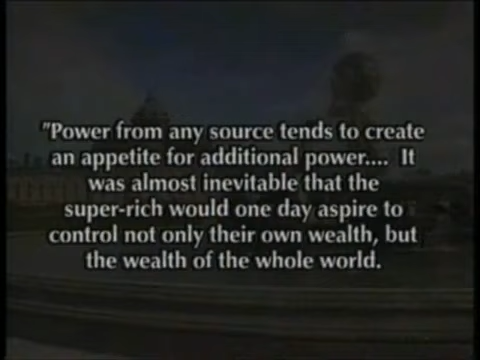 "Power from any source tends to create
an appetite for additional power.... It
was almost inevitable that the
super-rich would one day aspire to
control not only their own wealth, but
the wealth of the whole world.